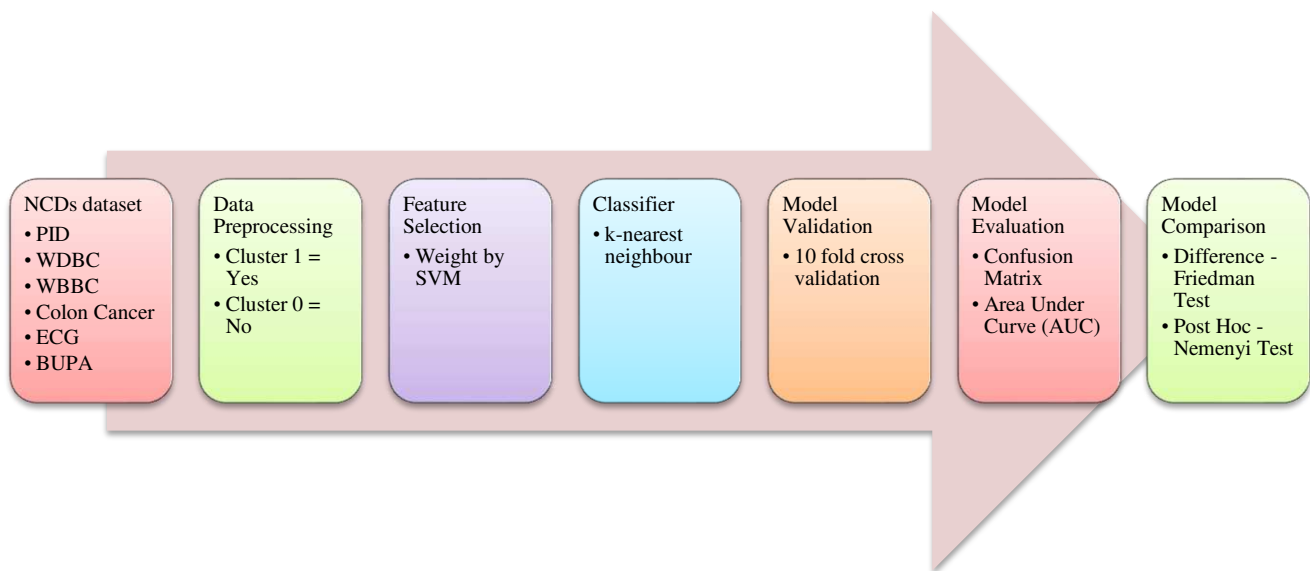 NCDs dataset
• PID
• WDBC
• WBBC
• Colon Cancer
• ECG
• BUPA
Data
Preprocessing
• Cluster 1 =
Yes
• Cluster 0 =
No
Feature
Selection
• Weight by
SVM
Classifier
• k-nearest
neighbour
Model
Validation
• 10 fold cross
validation
Model
Evaluation
• Confusion
Matrix
• Area Under
Curve (AUC)
Model
Comparison
• Difference -
Friedman
Test
• Post Hoc -
Nemenyi Test